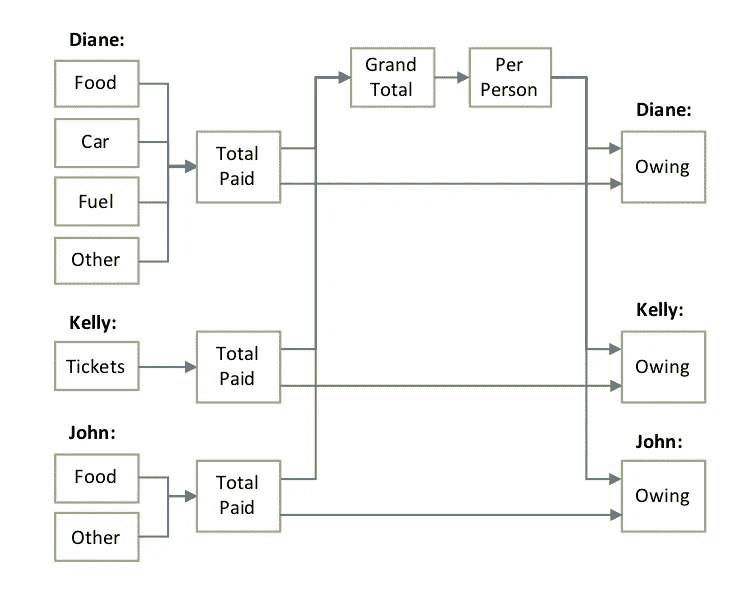 Diane:
Food
Car
Fuel
Other
Total
Paid
Grand
Total
Per
Person
Diane:
Owing
Kelly:
Tickets
Total
Paid
Kelly:
Owing
John:
Food
Other
Total
Paid
John:
Owing